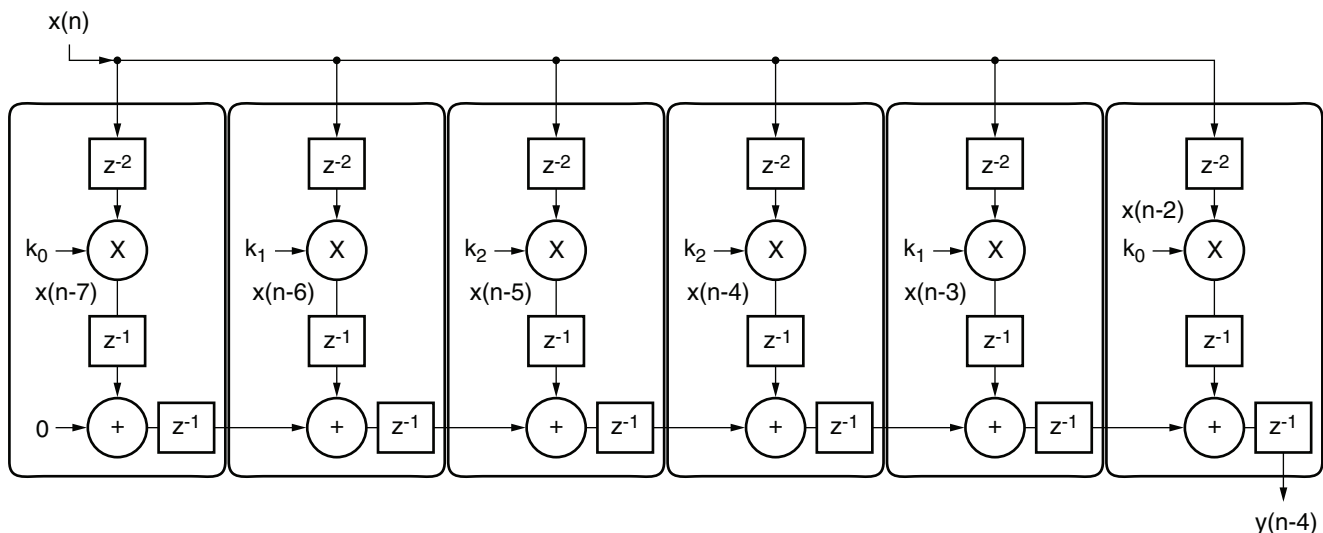 x(n)
z-2 z-2 z-2 z-2 z-2 z-2
x(n-2)
k0 X k1 X k2 X k2 X k1 X k0 X
x(n-7) x(n-6) x(n-5) x(n-4) x(n-3)
z-1 z-1 z-1 z-1 z-1 z-1
0 + z-1 + z-1 + z-1 + z-1 + z-1 + z-1
y(n-4)